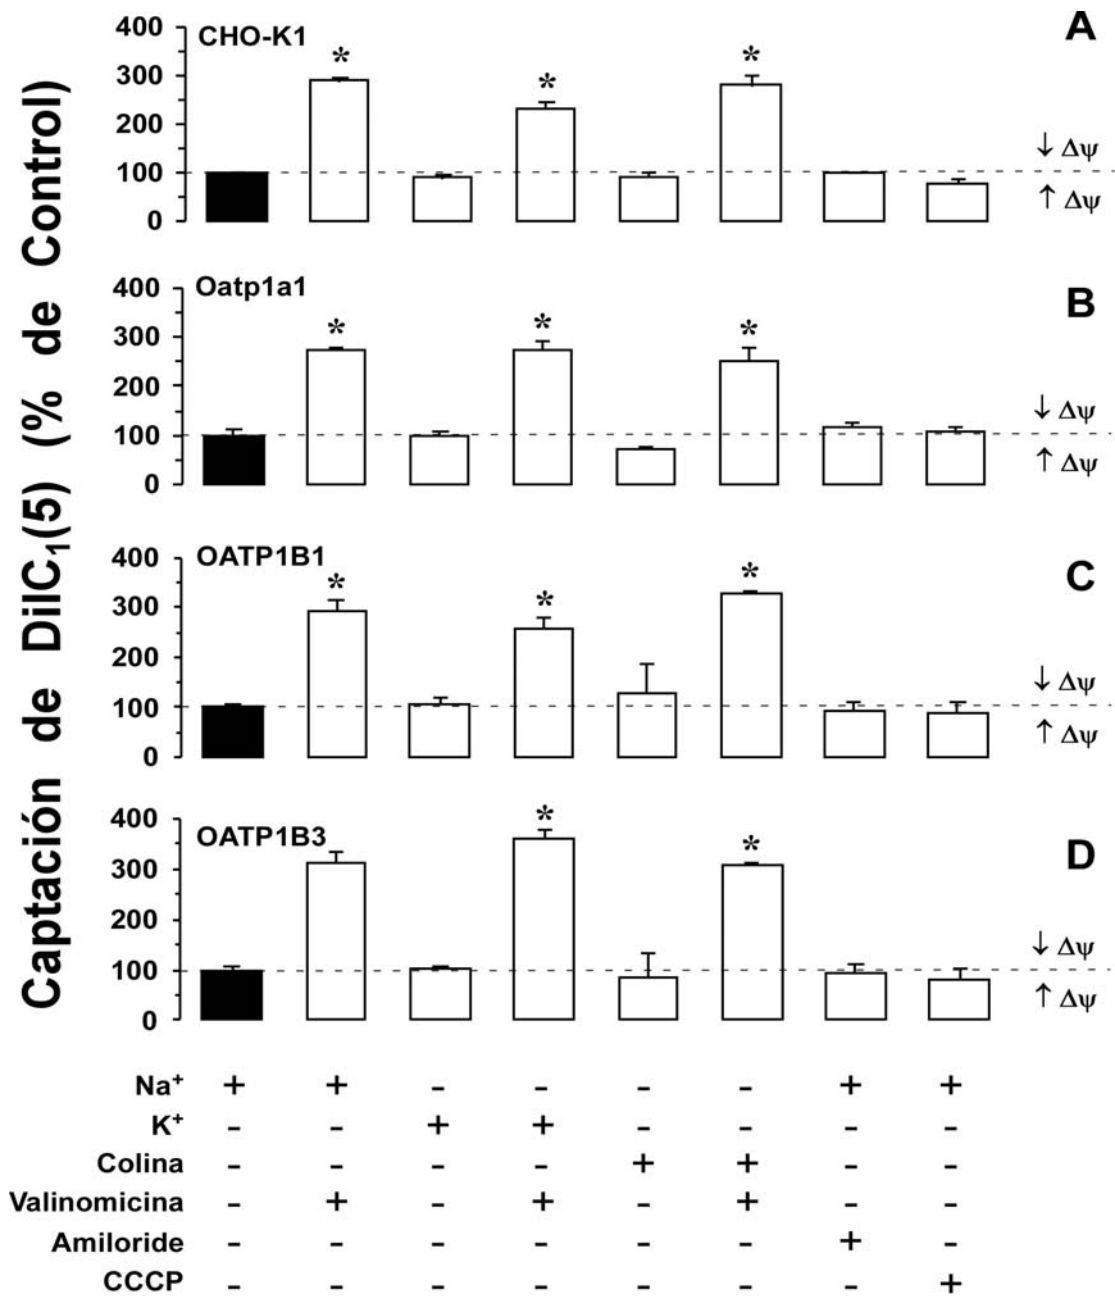 Captación de DiIC₁(5) (% de Control)
400
CHO-K1
A
300
* * *
200
↓ Δψ
100
↑ Δψ
0
400
Oatp1a1
B
300
* * *
200
↓ Δψ
100
↑ Δψ
0
400
OATP1B1
C
300
* * *
200
↓ Δψ
100
↑ Δψ
0
400
OATP1B3
D
300
* *
200
↓ Δψ
100
↑ Δψ
0
Na⁺ + + - - - - + +
K⁺ - - + + - - - -
Colina - - - - + + - -
Valinomicina - + - + - + - -
Amiloride - - - - - - + -
CCCP - - - - - - - +